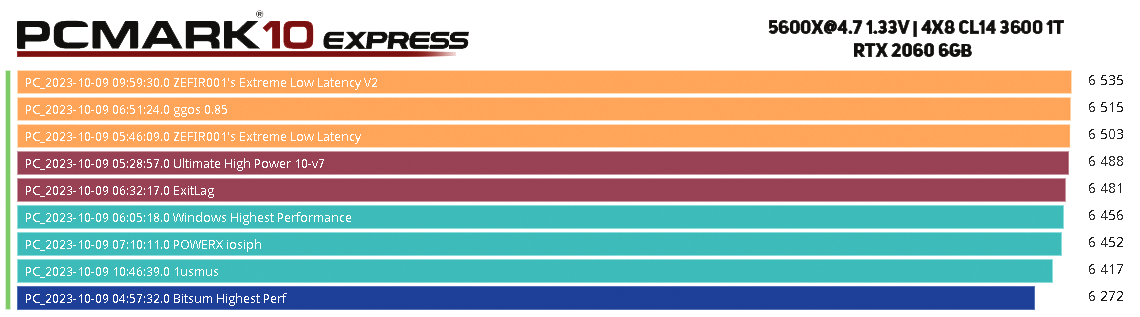 PCMARK®10 EXPRESS
5600X@4.7 1.33V | 4X8 CL14 3600 1T
RTX 2060 6GB
PC_2023-10-09 09:59:30.0 ZEFIR001's Extreme Low Latency V2 6 535
PC_2023-10-09 06:51:24.0 ggos 0.85 6 515
PC_2023-10-09 05:46:09.0 ZEFIR001's Extreme Low Latency 6 503
PC_2023-10-09 05:28:57.0 Ultimate High Power 10-v7 6 488
PC_2023-10-09 06:32:17.0 ExitLag 6 481
PC_2023-10-09 06:05:18.0 Windows Highest Performance 6 456
PC_2023-10-09 07:10:11.0 POWERX iosiph 6 452
PC_2023-10-09 10:46:39.0 1usmus 6 417
PC_2023-10-09 04:57:32.0 Bitsum Highest Perf 6 272